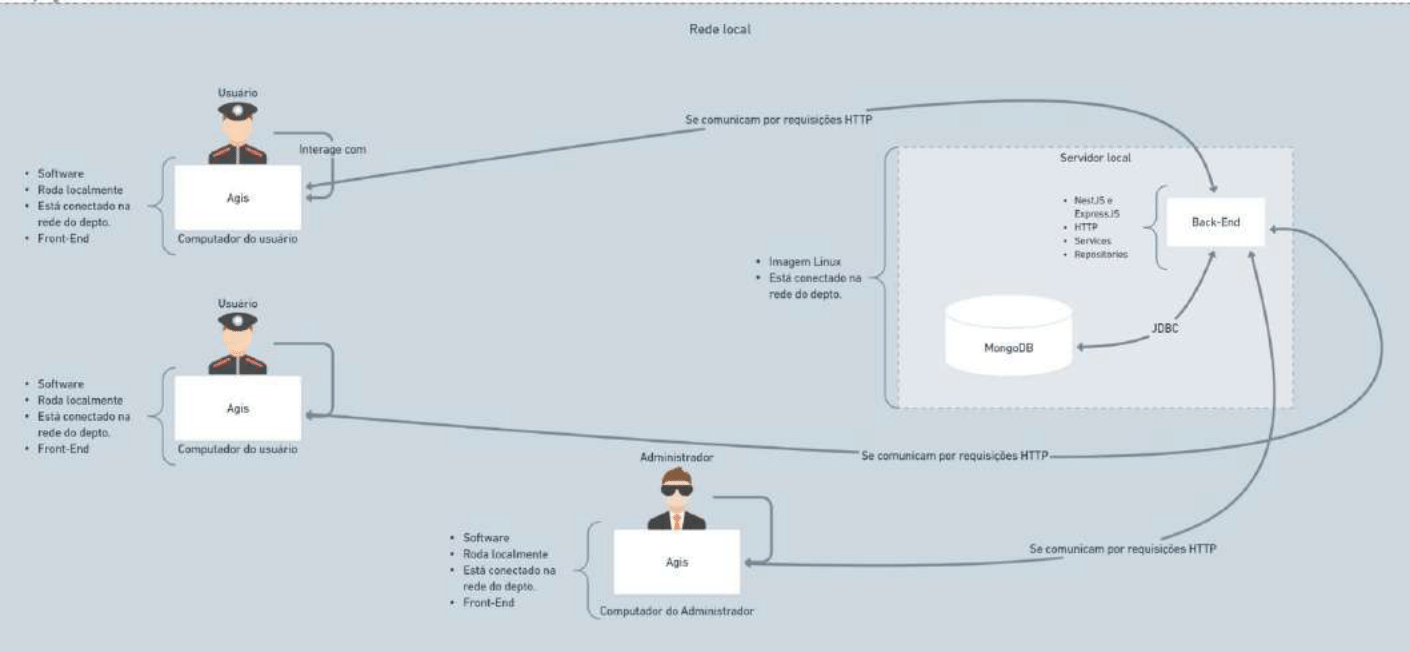 Rede local
Usuário
Interage com
• Software
• Roda localmente
• Está conectado na
rede do depto.
• Front-End
Agis
Computador do usuário
Se comunicam por requisições HTTP
Servidor local
• NestJS e
ExpressJS
• HTTP
• Services
• Repositories
Back-End
• Imagem Linux
• Está conectado na
rede do depto.
MongoDB
JDBC
Usuário
• Software
• Roda localmente
• Está conectado na
rede do depto.
• Front-End
Agis
Computador do usuário
Se comunicam por requisições HTTP
Administrador
• Software
• Roda localmente
• Está conectado na
rede do depto.
• Front-End
Agis
Computador do Administrador
Se comunicam por requisições HTTP